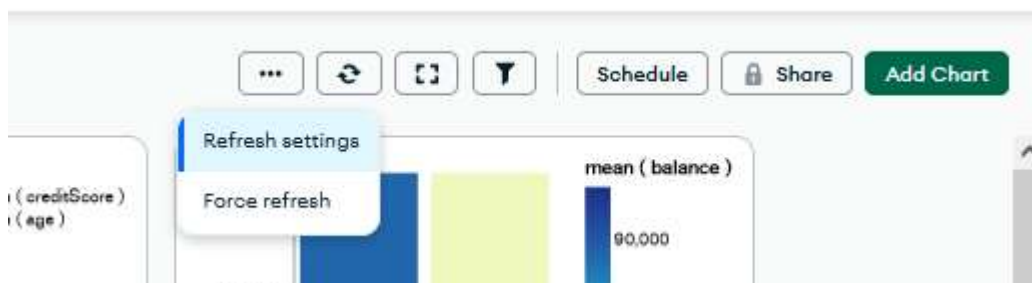 ... Schedule Share Add Chart
Refresh settings
Force refresh
( creditScore )
( age )
mean ( balance )
90,000